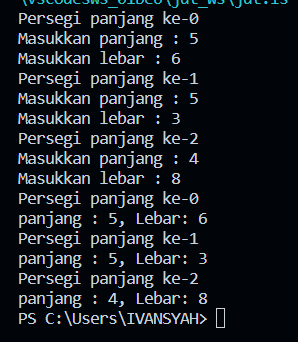 Persegi panjang ke-0
Masukkan panjang : 5
Masukkan lebar : 6
Persegi panjang ke-1
Masukkan panjang : 5
Masukkan lebar : 3
Persegi panjang ke-2
Masukkan panjang : 4
Masukkan lebar : 8
Persegi panjang ke-0
panjang : 5, Lebar: 6
Persegi panjang ke-1
panjang : 5, Lebar: 3
Persegi panjang ke-2
panjang : 4, Lebar: 8
PS C:\Users\IVANSYAH>